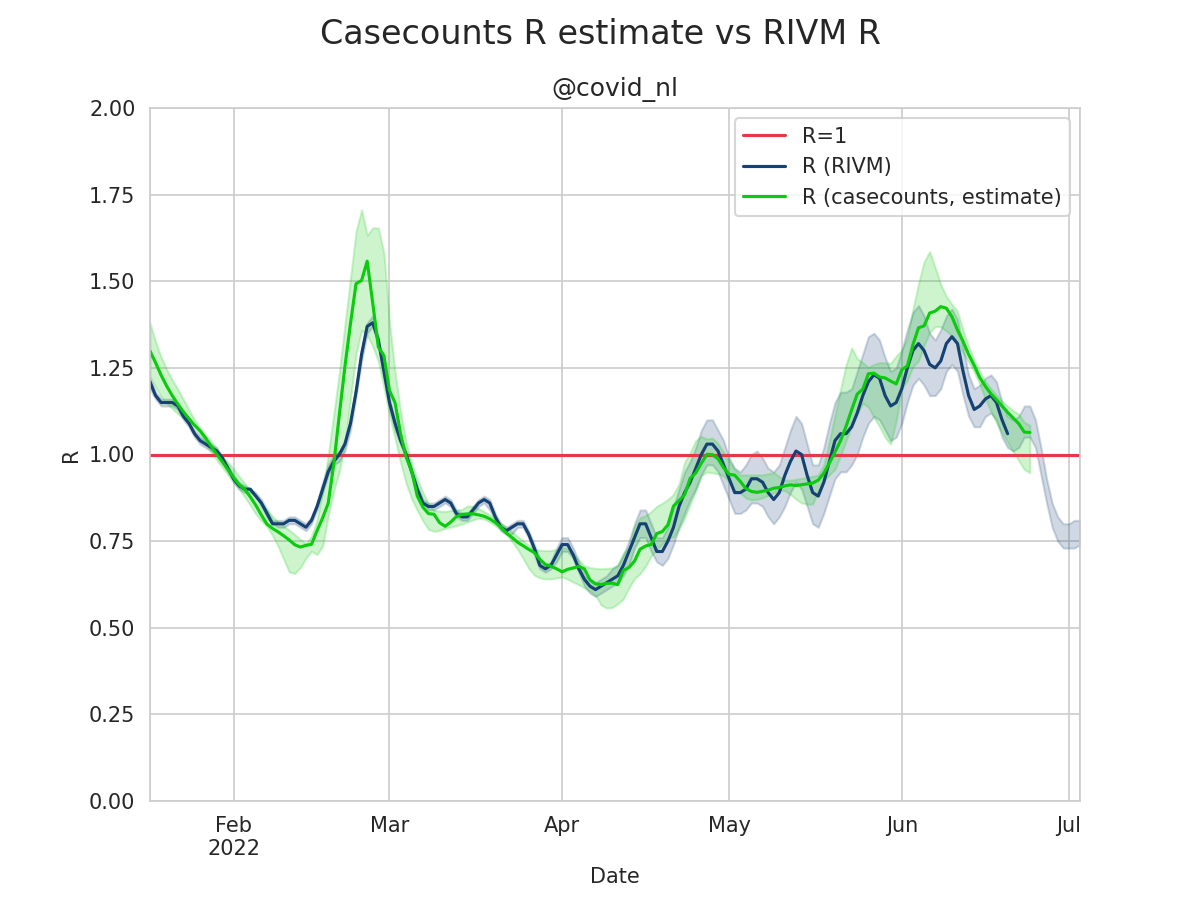 Casecounts R estimate vs RIVM R
@covid_nl
2.00
1.75
1.50
1.25
1.00
0.75
0.50
0.25
0.00
R
R=1
R (RIVM)
R (casecounts, estimate)
Feb
2022
Mar
Apr
May
Jun
Jul
Date